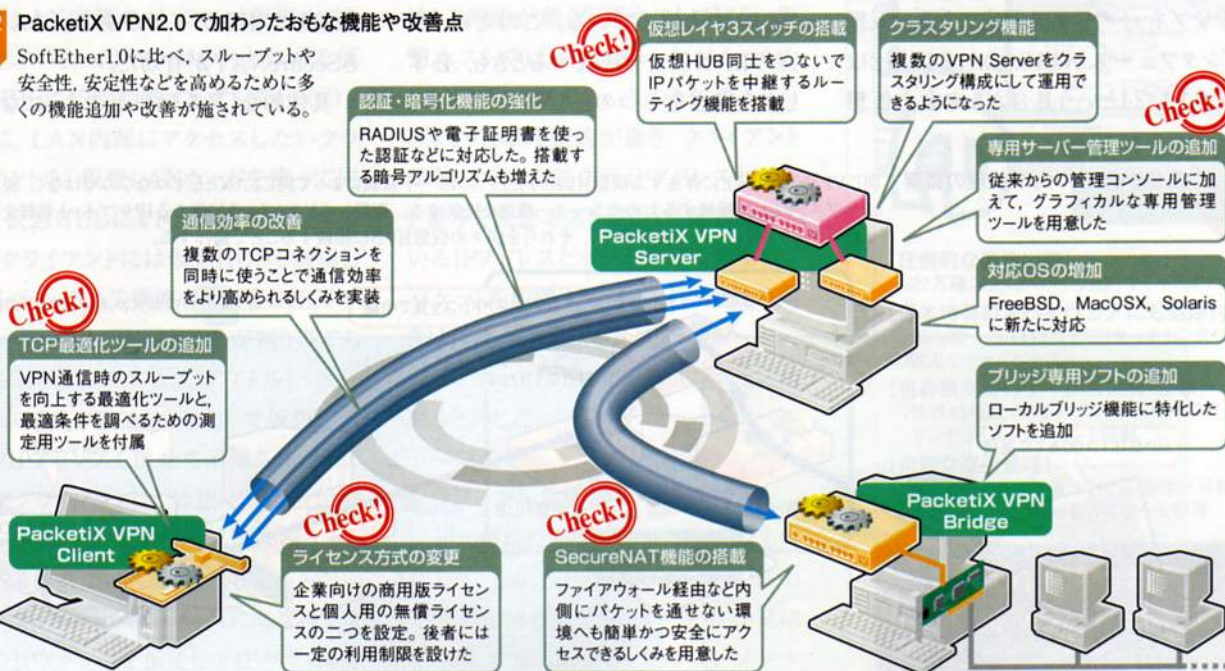 PacketiX VPN2.0で加わったおもな機能や改善点
SoftEther1.0に比べ、スループットや
安全性、安定性などを高めるために多
くの機能追加や改善が施されている。
Check!
仮想レイヤ3スイッチの搭載
仮想HUB同士をつないで
IPパケットを中継するルー
ティング機能を搭載
クラスタリング機能
複数のVPN Serverをクラ
スタリング構成にして運用で
きるようになった
Check!
認証・暗号化機能の強化
RADIUSや電子証明書を使っ
た認証などに対応した。搭載す
る暗号アルゴリズムも増えた
専用サーバー管理ツールの追加
従来からの管理コンソールに加
えて、グラフィカルな専用管理
ツールを用意した
通信効率の改善
複数のTCPコネクションを
同時に使うことで通信効率
をより高められるしくみを実装
PacketiX VPN
Server
対応OSの増加
FreeBSD, MacOSX, Solaris
に新たに対応
Check!
TCP最適化ツールの追加
VPN通信時のスループット
を向上する最適化ツールと、
最適条件を調べるための測
定用ツールを付属
ブリッジ専用ソフトの追加
ローカルブリッジ機能に特化した
ソフトを追加
PacketiX VPN
Client
Check!
ライセンス方式の変更
企業向けの商用版ライセン
スと個人用の無償ライセン
スの二つを設定。後者には
一定の利用制限を設けた
Check!
SecureNAT機能の搭載
ファイアウォール経由など内
側にパケットを通せない環
境へも簡単かつ安全にアク
セスできるしくみを用意した
PacketiX VPN
Bridge